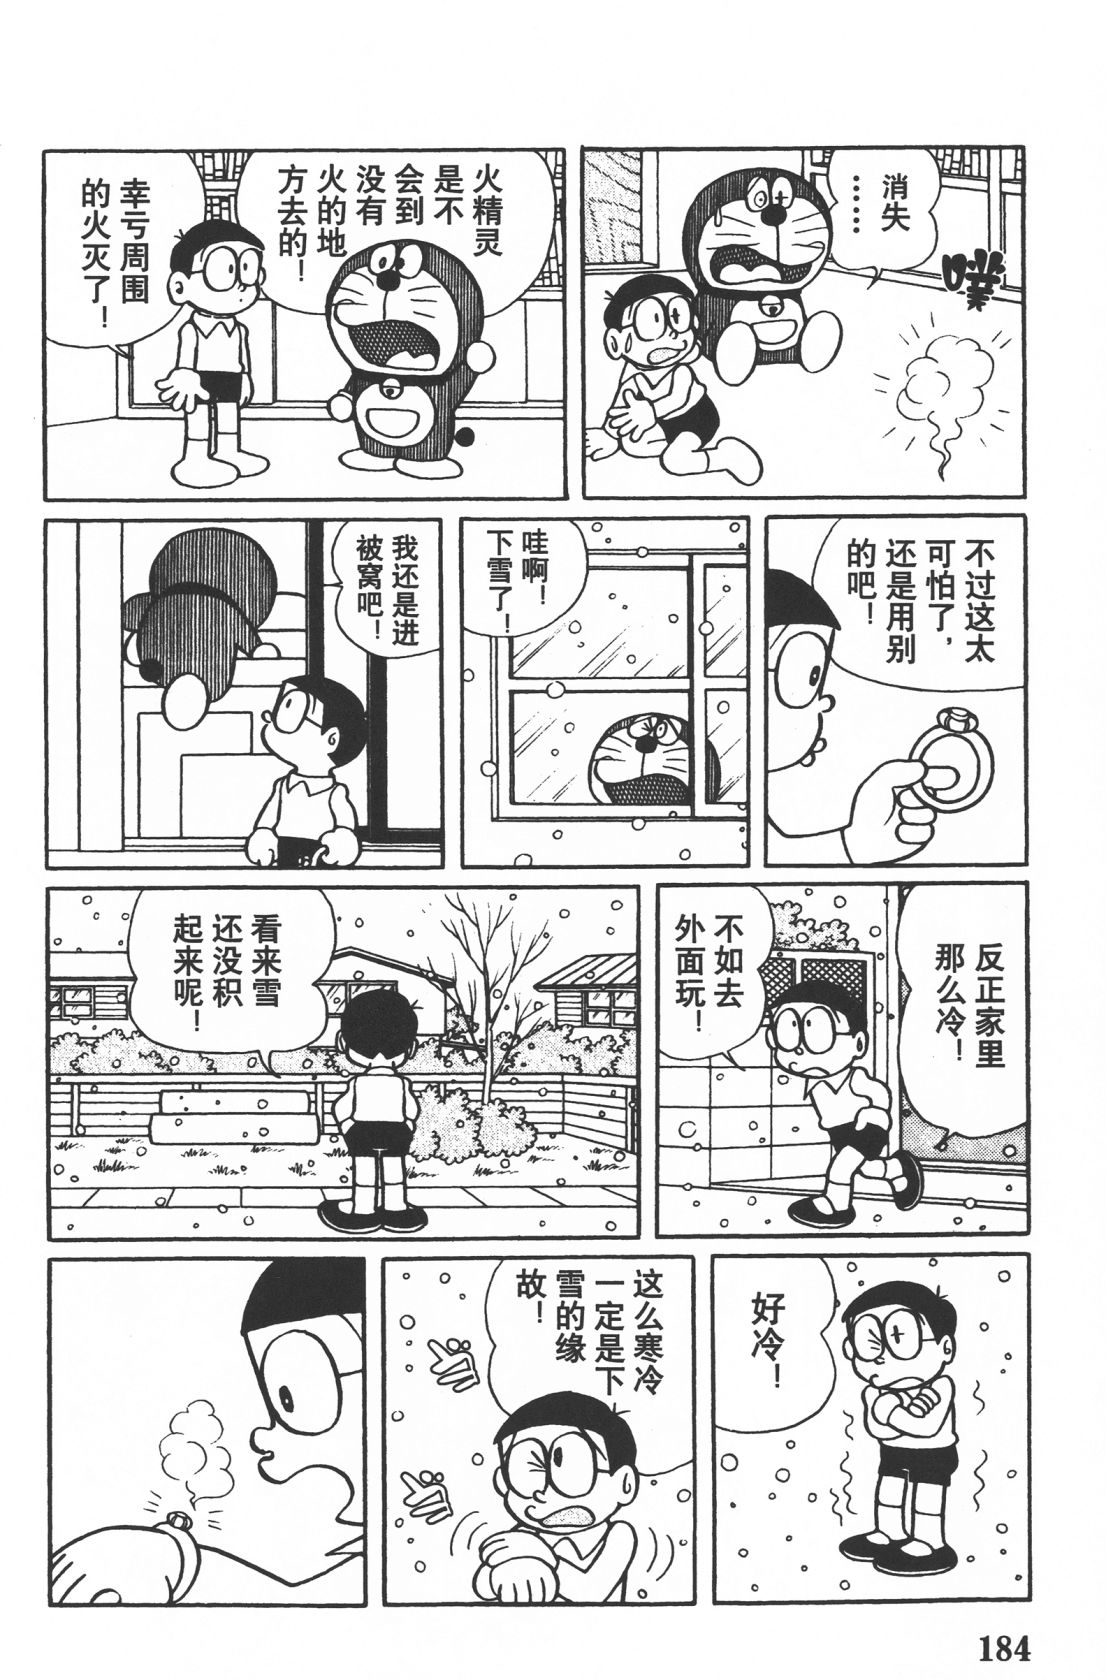 消失
……
噗
火精灵
是不
会到
没有
火的地
方去的！
幸亏周围
的火灭了！
不过这太
可怕了，
还是用别
的吧！
哇啊！
下雪了！
我还是进
被窝吧！
反正家里
那么冷！
不如去
外面玩！
看来雪
还没积
起来呢！
好冷！
这么寒冷
一定是下
雪的缘
故！
184